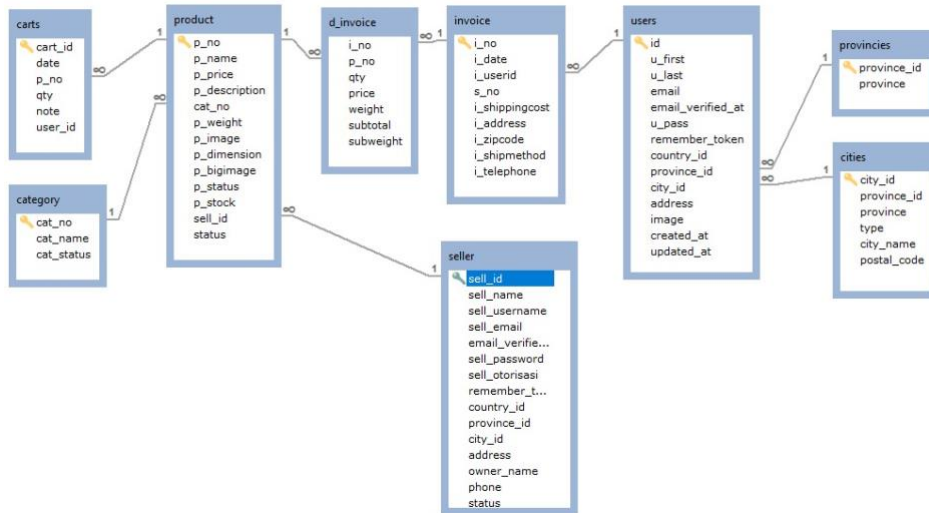 carts
cart_id
date
p_no
qty
note
user_id
category
cat_no
cat_name
cat_status
product
p_no
p_name
p_price
p_description
cat_no
p_weight
p_image
p_dimension
p_bigimage
p_status
p_stock
sell_id
status
d_invoice
i_no
p_no
qty
price
weight
subtotal
subweight
invoice
i_no
i_date
i_userid
s_no
i_shippingcost
i_address
i_zipcode
i_shipmethod
i_telephone
seller
sell_id
sell_name
sell_username
sell_email
email_verifie...
sell_password
sell_otorisasi
remember_t...
country_id
province_id
city_id
address
owner_name
phone
status
users
id
u_first
u_last
email
email_verified_at
u_pass
remember_token
country_id
province_id
city_id
address
image
created_at
updated_at
provincies
province_id
province
cities
city_id
province_id
province
type
city_name
postal_code
1
∞
1
∞
1
∞
∞
1
∞
1
∞
1
1
∞
1
∞